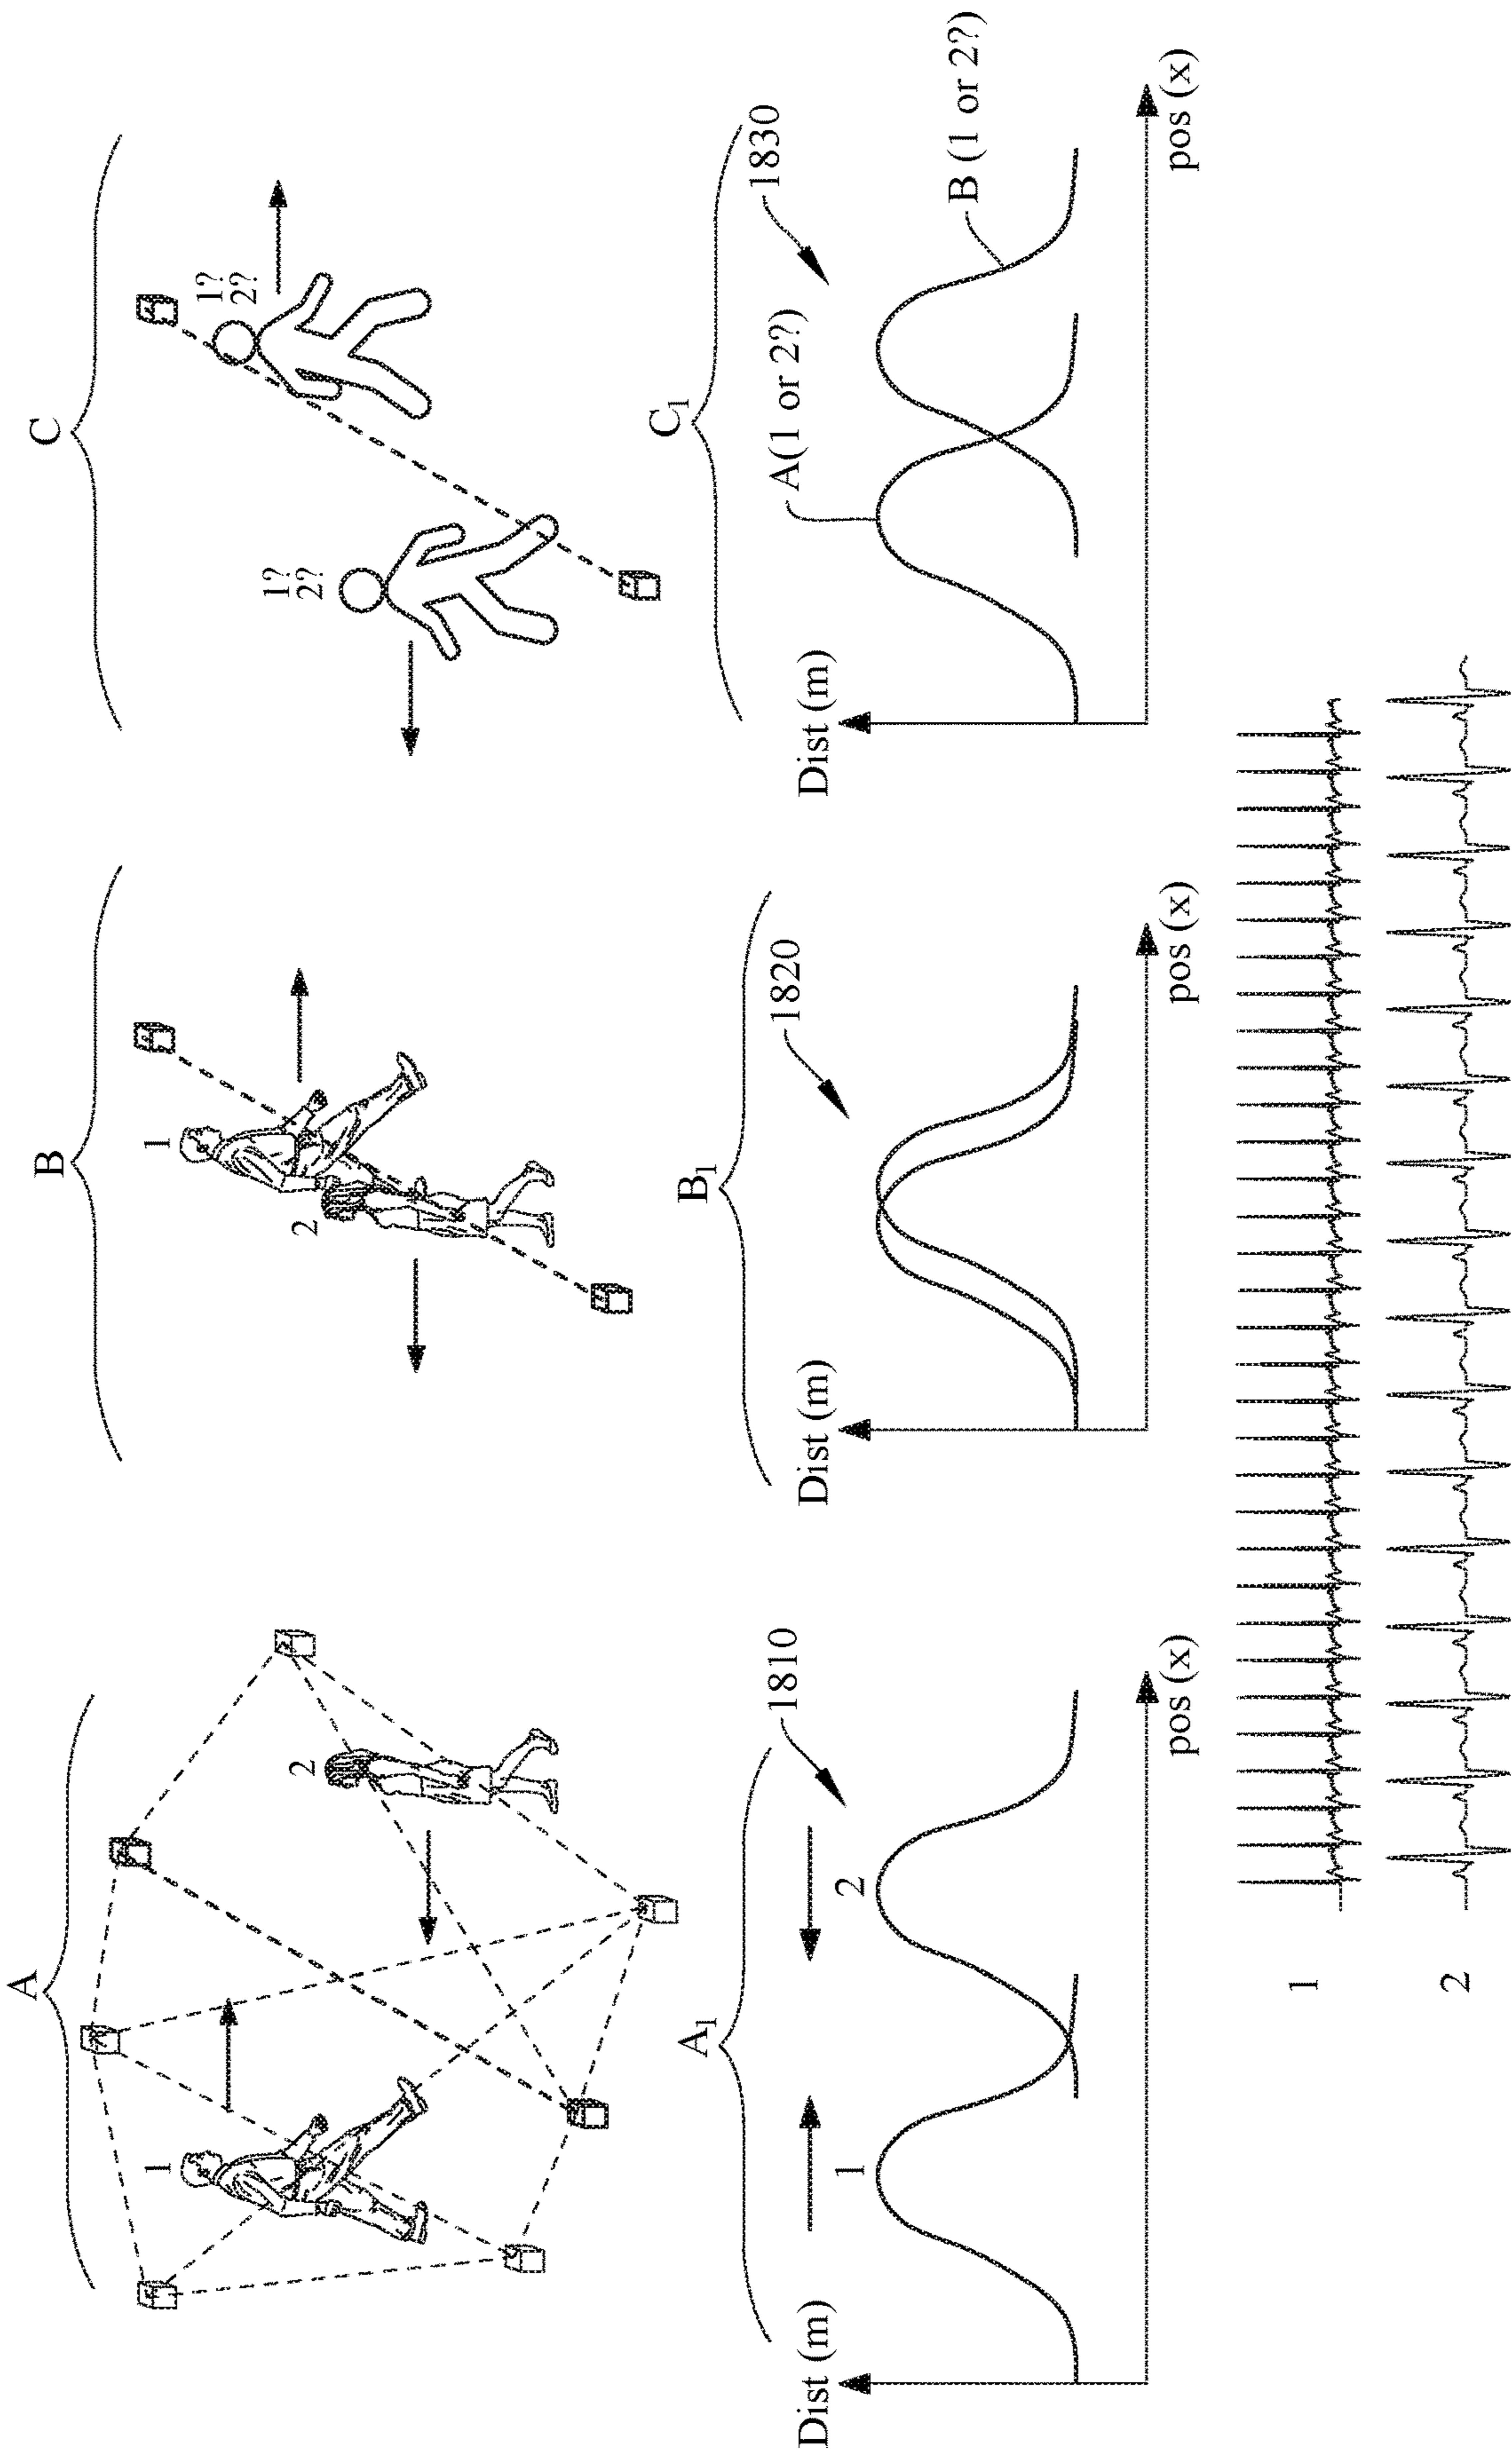 A
B
C
1
2
1
2
1?
2?
1?
2?
A₁
B₁
C₁
1810
1820
1830
Dist (m)
1
2
pos (x)
Dist (m)
pos (x)
Dist (m)
A(1 or 2?)
B (1 or 2?)
pos (x)
1
2